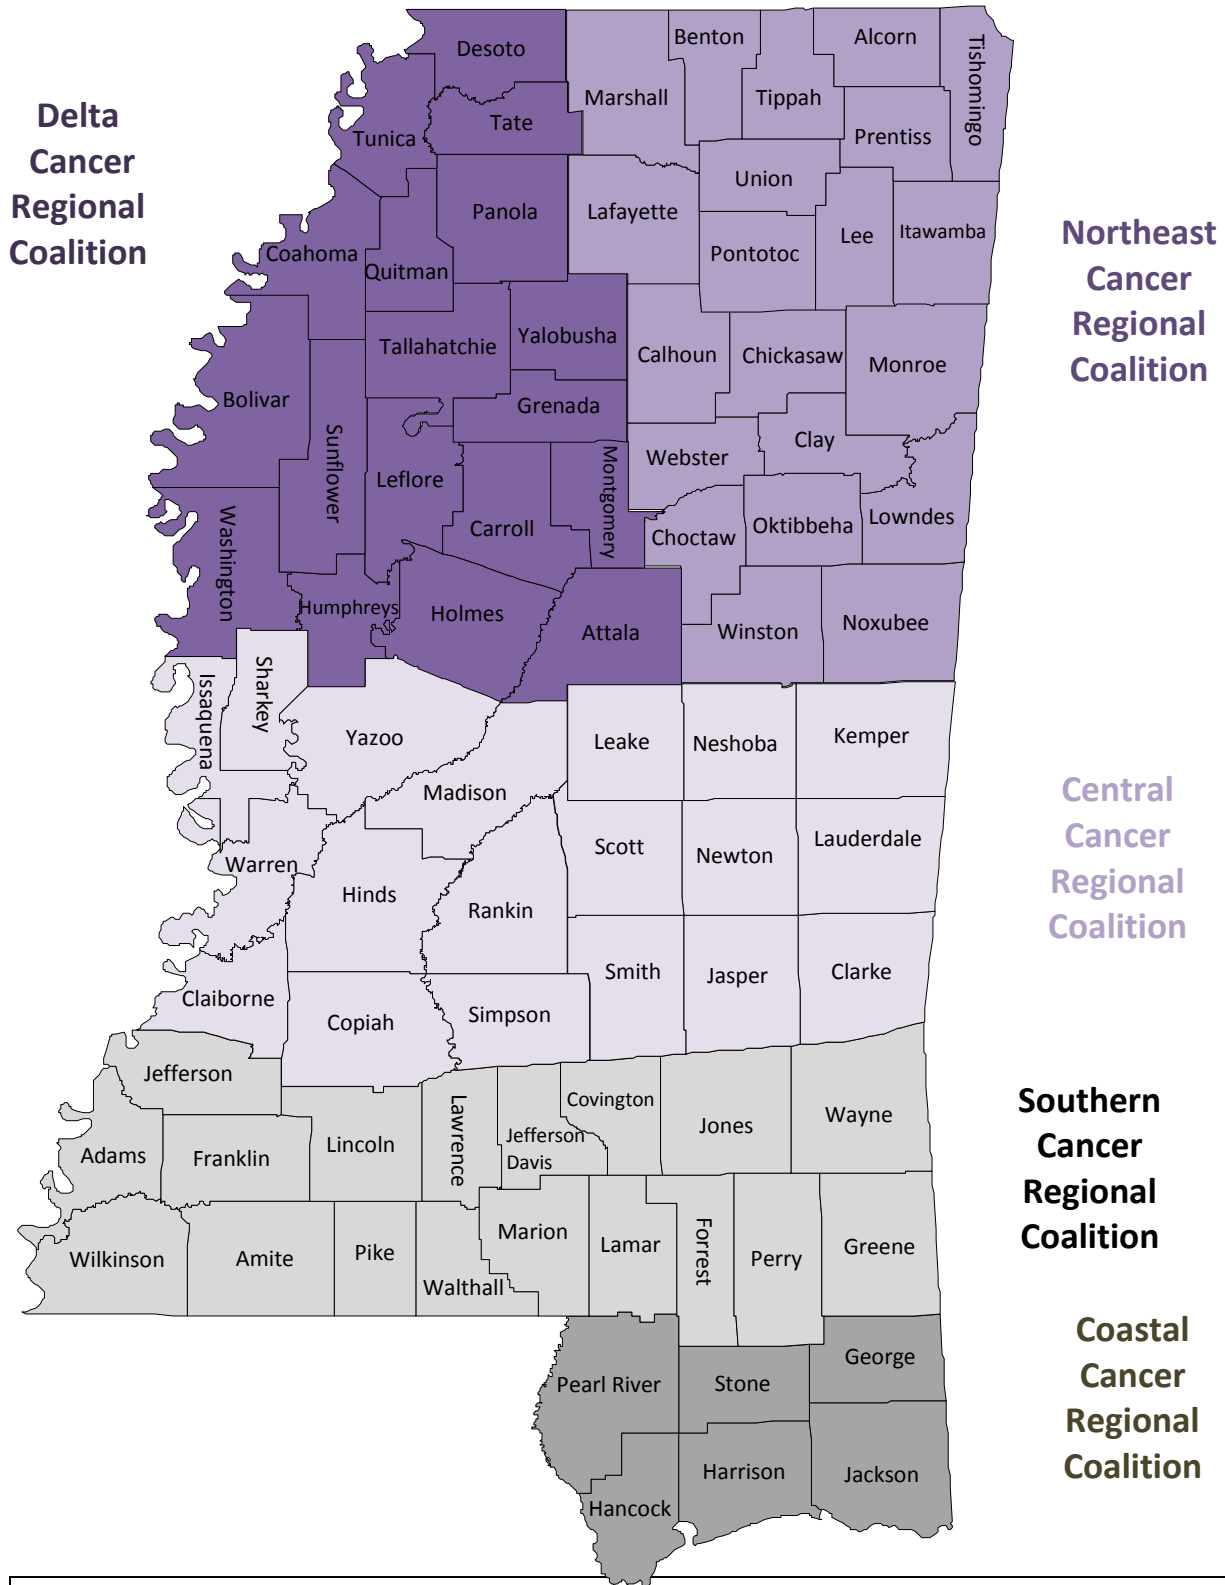 Delta
Cancer
Regional
Coalition
Northeast
Cancer
Regional
Coalition
Central
Cancer
Regional
Coalition
Southern
Cancer
Regional
Coalition
Coastal
Cancer
Regional
Coalition
Desoto
Benton
Alcorn
Tishomingo
Marshall
Tippah
Tunica
Tate
Prentiss
Union
Panola
Lafayette
Lee
Itawamba
Coahoma
Quitman
Pontotoc
Tallahatchie
Yalobusha
Calhoun
Chickasaw
Monroe
Bolivar
Grenada
Sunflower
Clay
Webster
Leflore
Montgomery
Carroll
Choctaw
Oktibbeha
Lowndes
Washington
Humphreys
Holmes
Attala
Winston
Noxubee
Issaquena
Sharkey
Yazoo
Leake
Neshoba
Kemper
Madison
Warren
Scott
Newton
Lauderdale
Hinds
Rankin
Smith
Jasper
Clarke
Claiborne
Copiah
Simpson
Jefferson
Lawrence
Covington
Jones
Wayne
Adams
Franklin
Lincoln
Jefferson
Davis
Wilkinson
Amite
Pike
Walthall
Marion
Lamar
Forrest
Perry
Greene
Pearl River
Stone
George
Hancock
Harrison
Jackson